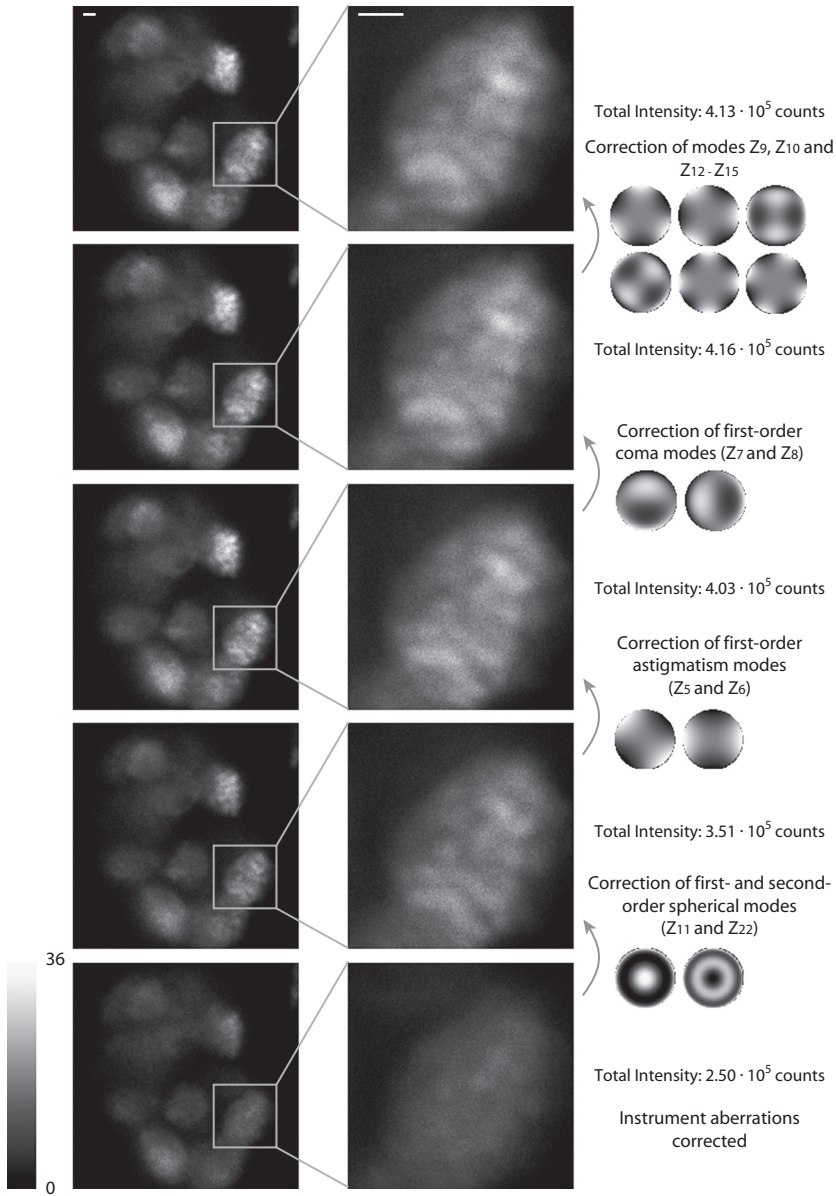 Total Intensity: 4.13 · 10⁵ counts
Correction of modes Z9, Z10 and
Z12 - Z15
Total Intensity: 4.16 · 10⁵ counts
Correction of first-order
coma modes (Z7 and Z8)
Total Intensity: 4.03 · 10⁵ counts
Correction of first-order
astigmatism modes
(Z5 and Z6)
Total Intensity: 3.51 · 10⁵ counts
Correction of first- and second-
order spherical modes
(Z11 and Z22)
36
Total Intensity: 2.50 · 10⁵ counts
Instrument aberrations
corrected
0